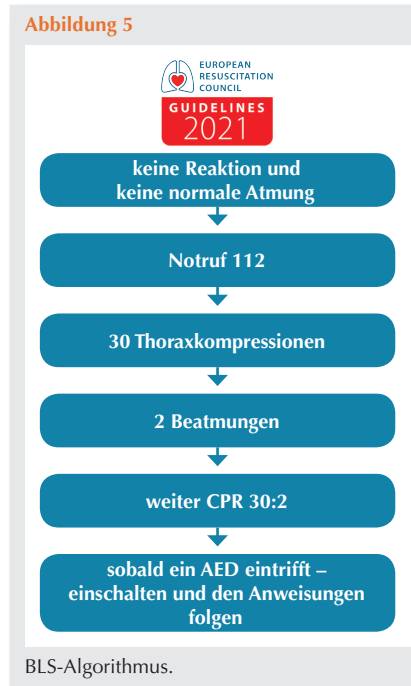 Abbildung 5
EUROPEAN
RESUSCITATION
COUNCIL
GUIDELINES
2021
keine Reaktion und
keine normale Atmung
Notruf 112
30 Thoraxkompressionen
2 Beatmungen
weiter CPR 30:2
sobald ein AED eintrifft –
einschalten und den Anweisungen
folgen
BLS-Algorithmus.